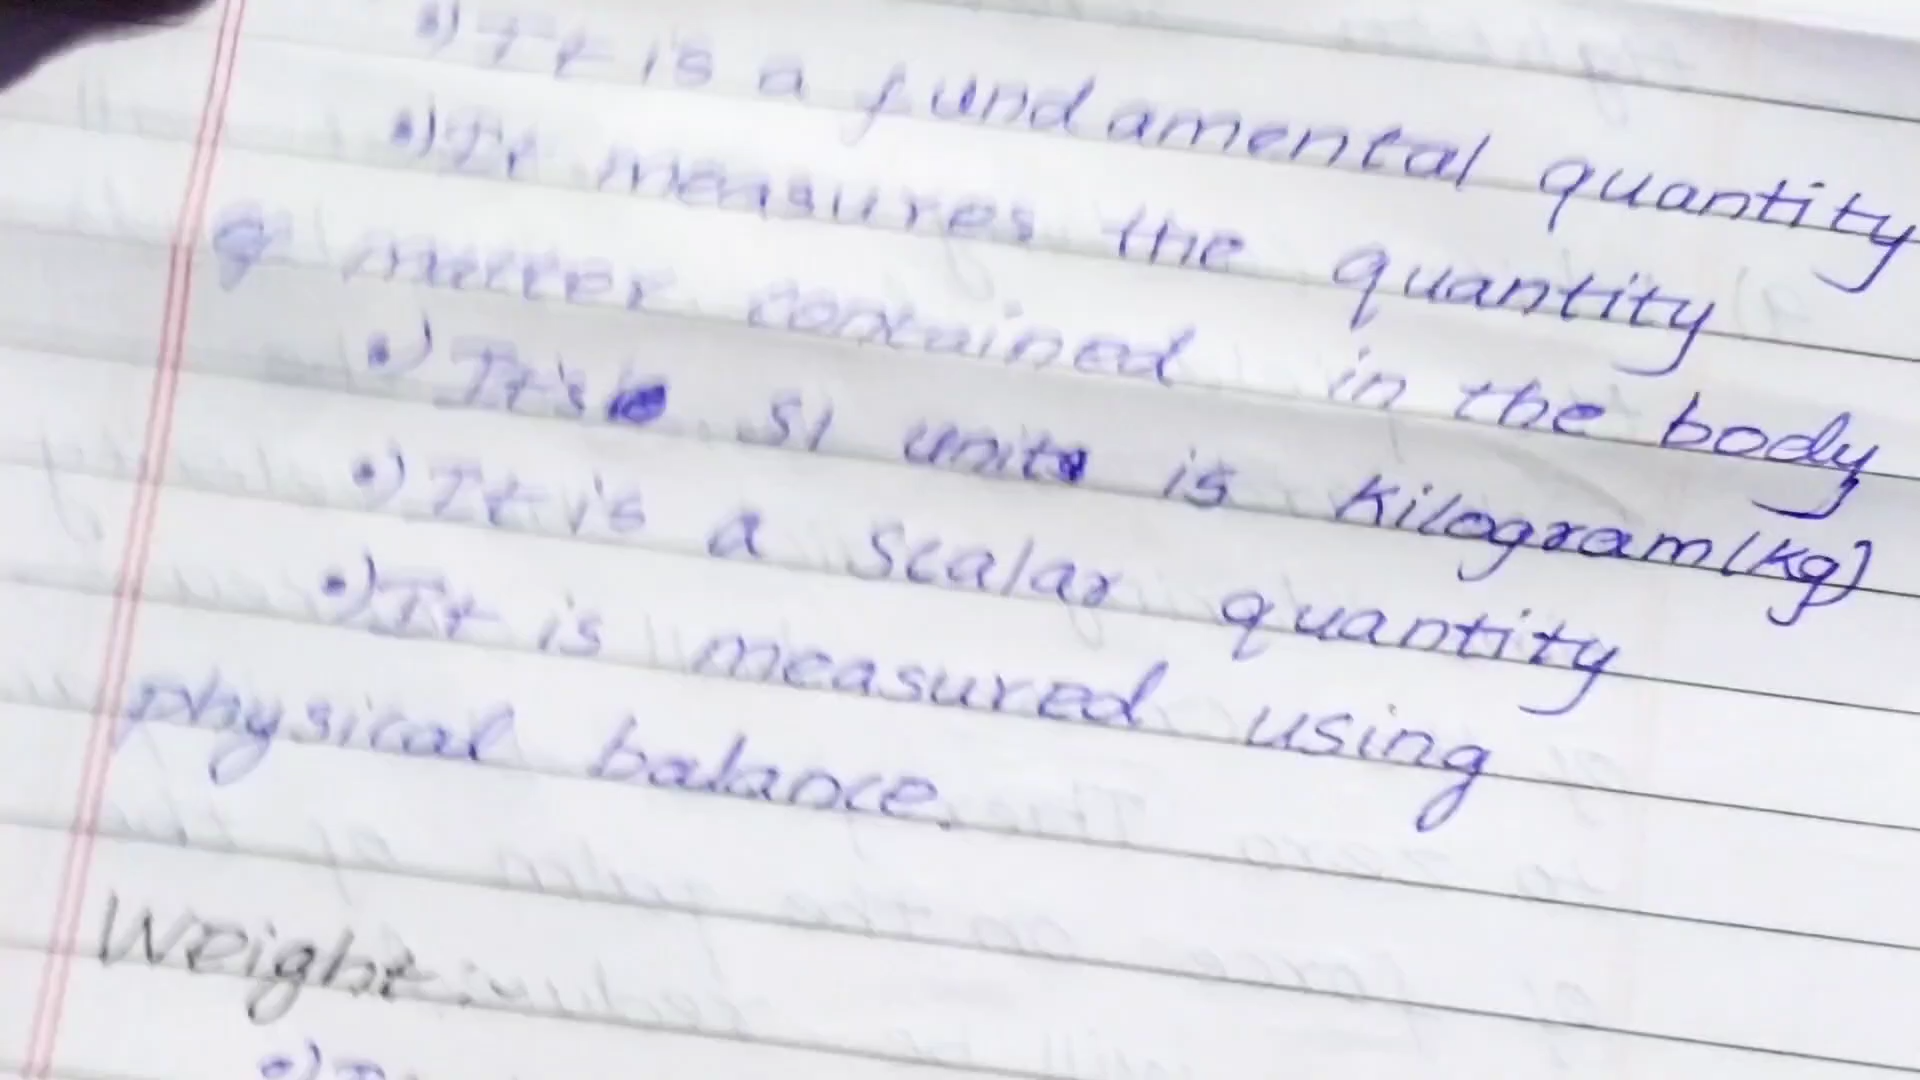 •) It is a fundamental quantity
•) It measures the quantity
of matter contained in the body
•) It's SI unit is Kilogram (kg)
•) It is a scalar quantity
•) It is measured using
physical balance.
Weight:
•)